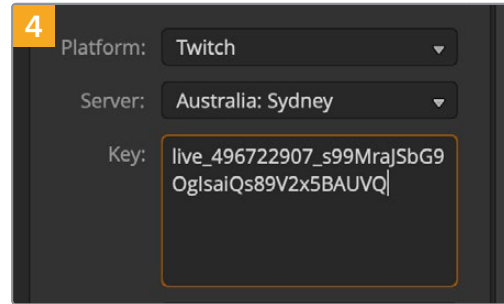 4
Platform: Twitch
Server: Australia: Sydney
Key: live_496722907_s99MraJSbG9
OgIsaiQs89V2x5BAUVQ